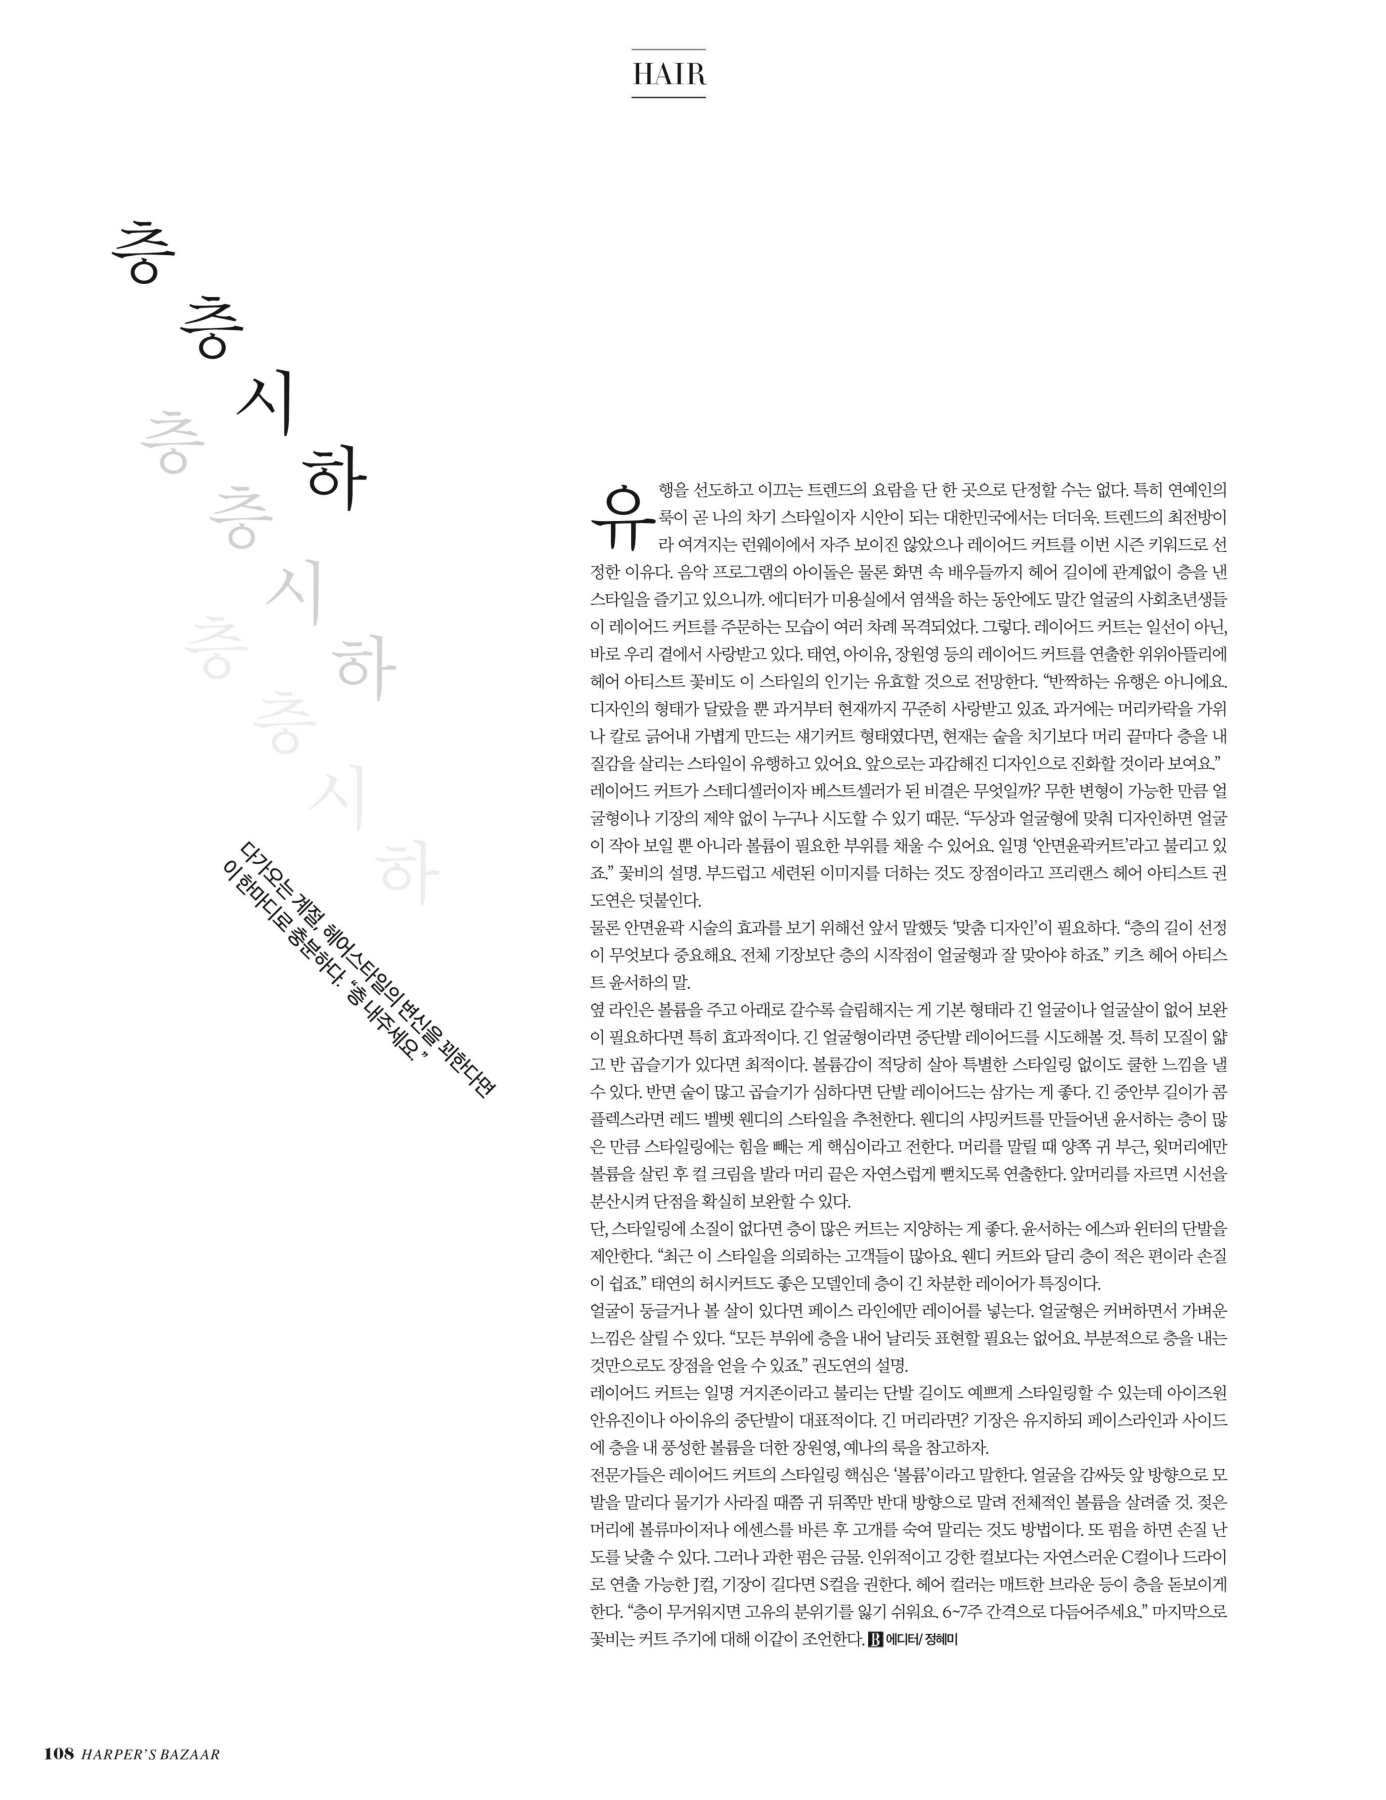 HAIR
층
층
시
하
층
층
시
하
층
층
시
하
다가오는 계절, 헤어스타일의 변신을 꾀한다면
이 한마디로 충분하다. “층 내주세요.”
유행을 선도하고 이끄는 트렌드의 요람을 단 한 곳으로 단정할 수는 없다. 특히 연예인의
룩이 곧 나의 차기 스타일이자 시안이 되는 대한민국에서는 더더욱. 트렌드의 최전방이
라 여겨지는 런웨이에서 자주 보이진 않았으나 레이어드 커트를 이번 시즌 키워드로 선
정한 이유다. 음악 프로그램의 아이돌은 물론 화면 속 배우들까지 헤어 길이에 관계없이 층을 낸
스타일을 즐기고 있으니까. 에디터가 미용실에서 염색을 하는 동안에도 말간 얼굴의 사회초년생들
이 레이어드 커트를 주문하는 모습이 여러 차례 목격되었다. 그렇다. 레이어드 커트는 일선이 아닌,
바로 우리 곁에서 사랑받고 있다. 태연, 아이유, 장원영 등의 레이어드 커트를 연출한 위위아뜰리에
헤어 아티스트 꽃비도 이 스타일의 인기는 유효할 것으로 전망한다. “반짝하는 유행은 아니에요.
디자인의 형태가 달랐을 뿐 과거부터 현재까지 꾸준히 사랑받고 있죠. 과거에는 머리카락을 가위
나 칼로 긁어내 가볍게 만드는 섀기커트 형태였다면, 현재는 숱을 치기보다 머리 끝마다 층을 내
질감을 살리는 스타일이 유행하고 있어요. 앞으로는 과감해진 디자인으로 진화할 것이라 보여요.”
레이어드 커트가 스테디셀러이자 베스트셀러가 된 비결은 무엇일까? 무한 변형이 가능한 만큼 얼
굴형이나 기장의 제약 없이 누구나 시도할 수 있기 때문. “두상과 얼굴형에 맞춰 디자인하면 얼굴
이 작아 보일 뿐 아니라 볼륨이 필요한 부위를 채울 수 있어요. 일명 ‘안면윤곽커트’라고 불리고 있
죠.” 꽃비의 설명. 부드럽고 세련된 이미지를 더하는 것도 장점이라고 프리랜스 헤어 아티스트 권
도연은 덧붙인다.
물론 안면윤곽 시술의 효과를 보기 위해선 앞서 말했듯 ‘맞춤 디자인’이 필요하다. “층의 길이 선정
이 무엇보다 중요해요. 전체 기장보단 층의 시작점이 얼굴형과 잘 맞아야 하죠.” 키츠 헤어 아티스
트 윤서하의 말.
옆 라인은 볼륨을 주고 아래로 갈수록 슬림해지는 게 기본 형태라 긴 얼굴이나 얼굴살이 없어 보완
이 필요하다면 특히 효과적이다. 긴 얼굴형이라면 중단발 레이어드를 시도해볼 것. 특히 모질이 얇
고 반 곱슬기가 있다면 최적이다. 볼륨감이 적당히 살아 특별한 스타일링 없이도 쿨한 느낌을 낼
수 있다. 반면 숱이 많고 곱슬기가 심하다면 단발 레이어드는 삼가는 게 좋다. 긴 중안부 길이가 콤
플렉스라면 레드 벨벳 웬디의 스타일을 추천한다. 웬디의 샤밍커트를 만들어낸 윤서하는 층이 많
은 만큼 스타일링에는 힘을 빼는 게 핵심이라고 전한다. 머리를 말릴 때 양쪽 귀 부근, 윗머리에만
볼륨을 살린 후 컬 크림을 발라 머리 끝은 자연스럽게 뻗치도록 연출한다. 앞머리를 자르면 시선을
분산시켜 단점을 확실히 보완할 수 있다.
단, 스타일링에 소질이 없다면 층이 많은 커트는 지양하는 게 좋다. 윤서하는 에스파 윈터의 단발을
제안한다. “최근 이 스타일을 의뢰하는 고객들이 많아요. 웬디 커트와 달리 층이 적은 편이라 손질
이 쉽죠.” 태연의 허시커트도 좋은 모델인데 층이 긴 차분한 레이어가 특징이다.
얼굴이 둥글거나 볼 살이 있다면 페이스 라인에만 레이어를 넣는다. 얼굴형은 커버하면서 가벼운
느낌은 살릴 수 있다. “모든 부위에 층을 내어 날리듯 표현할 필요는 없어요. 부분적으로 층을 내는
것만으로도 장점을 얻을 수 있죠.” 권도연의 설명.
레이어드 커트는 일명 거지존이라고 불리는 단발 길이도 예쁘게 스타일링할 수 있는데 아이즈원
안유진이나 아이유의 중단발이 대표적이다. 긴 머리라면? 기장은 유지하되 페이스라인과 사이드
에 층을 내 풍성한 볼륨을 더한 장원영, 예나의 룩을 참고하자.
전문가들은 레이어드 커트의 스타일링 핵심은 ‘볼륨’이라고 말한다. 얼굴을 감싸듯 앞 방향으로 모
발을 말리다 물기가 사라질 때쯤 귀 뒤쪽만 반대 방향으로 말려 전체적인 볼륨을 살려줄 것. 젖은
머리에 볼류마이저나 에센스를 바른 후 고개를 숙여 말리는 것도 방법이다. 또 펌을 하면 손질 난
도를 낮출 수 있다. 그러나 과한 펌은 금물. 인위적이고 강한 컬보다는 자연스러운 C컬이나 드라이
로 연출 가능한 J컬, 기장이 길다면 S컬을 권한다. 헤어 컬러는 매트한 브라운 등이 층을 돋보이게
한다. “층이 무거워지면 고유의 분위기를 잃기 쉬워요. 6~7주 간격으로 다듬어주세요.” 마지막으로
꽃비는 커트 주기에 대해 이같이 조언한다. B 에디터/ 정혜미
108 HARPER'S BAZAAR